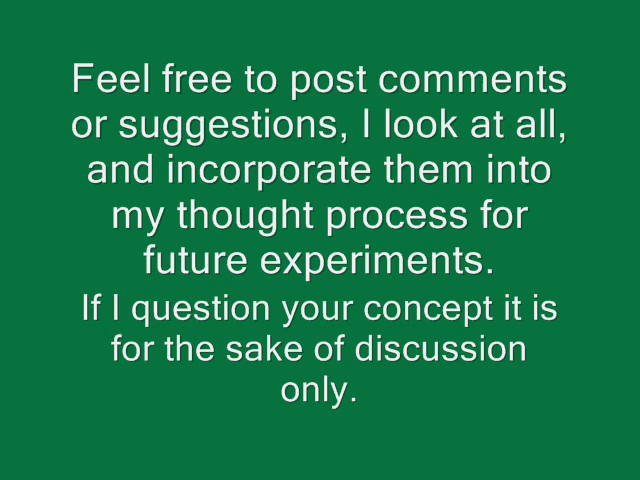 Feel free to post comments
or suggestions, I look at all,
and incorporate them into
my thought process for
future experiments.
If I question your concept it is
for the sake of discussion
only.